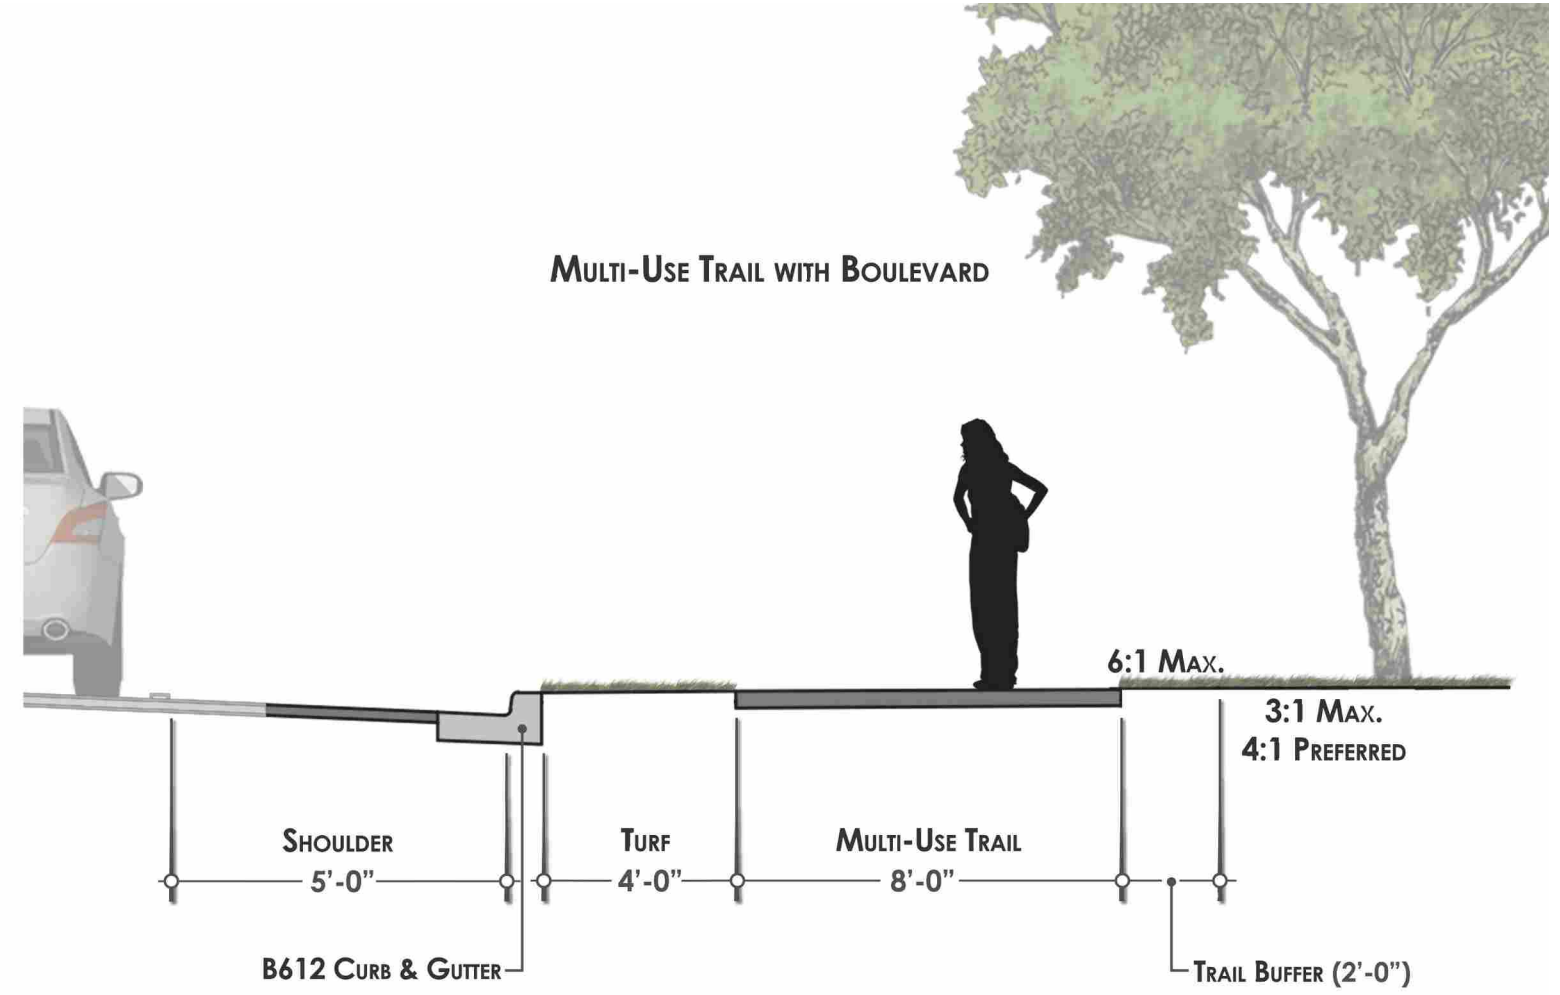 Multi-Use Trail with Boulevard
6:1 Max.
3:1 Max.
4:1 Preferred
Shoulder
5'-0"
Turf
4'-0"
Multi-Use Trail
8'-0"
B612 Curb & Gutter
Trail Buffer (2'-0")